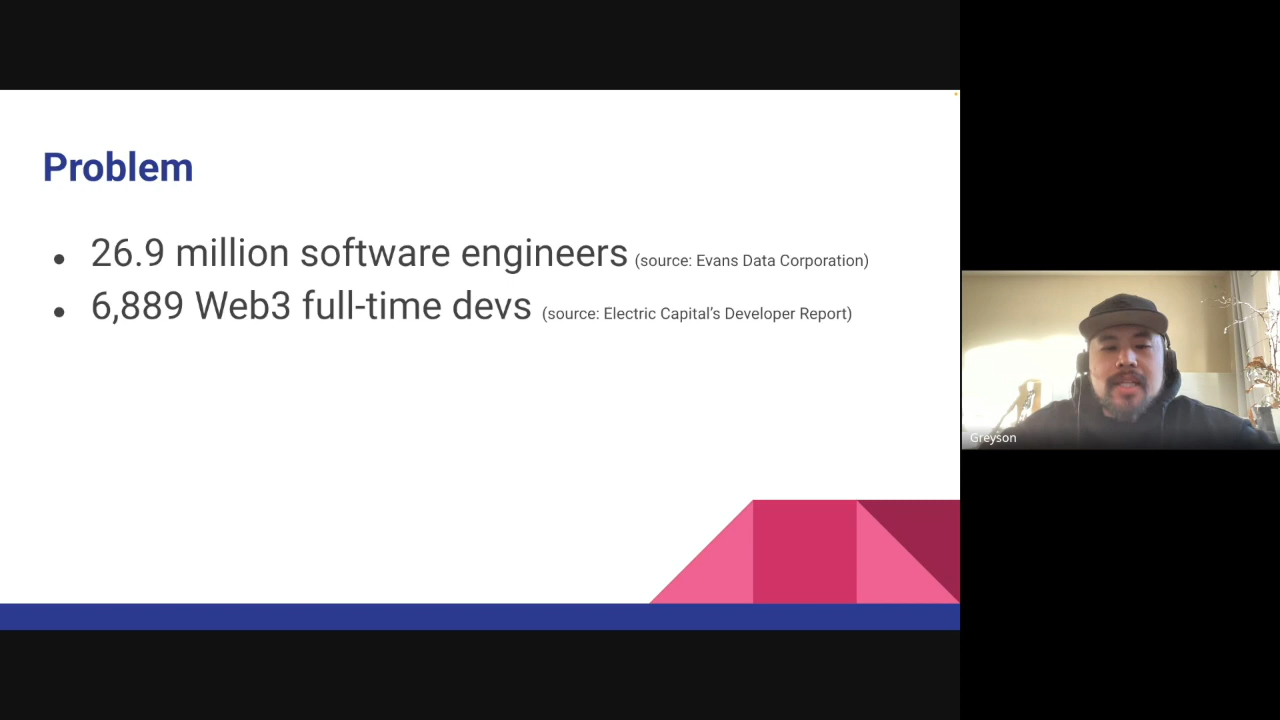 Problem
• 26.9 million software engineers (source: Evans Data Corporation)
• 6,889 Web3 full-time devs (source: Electric Capital’s Developer Report)
Greyson